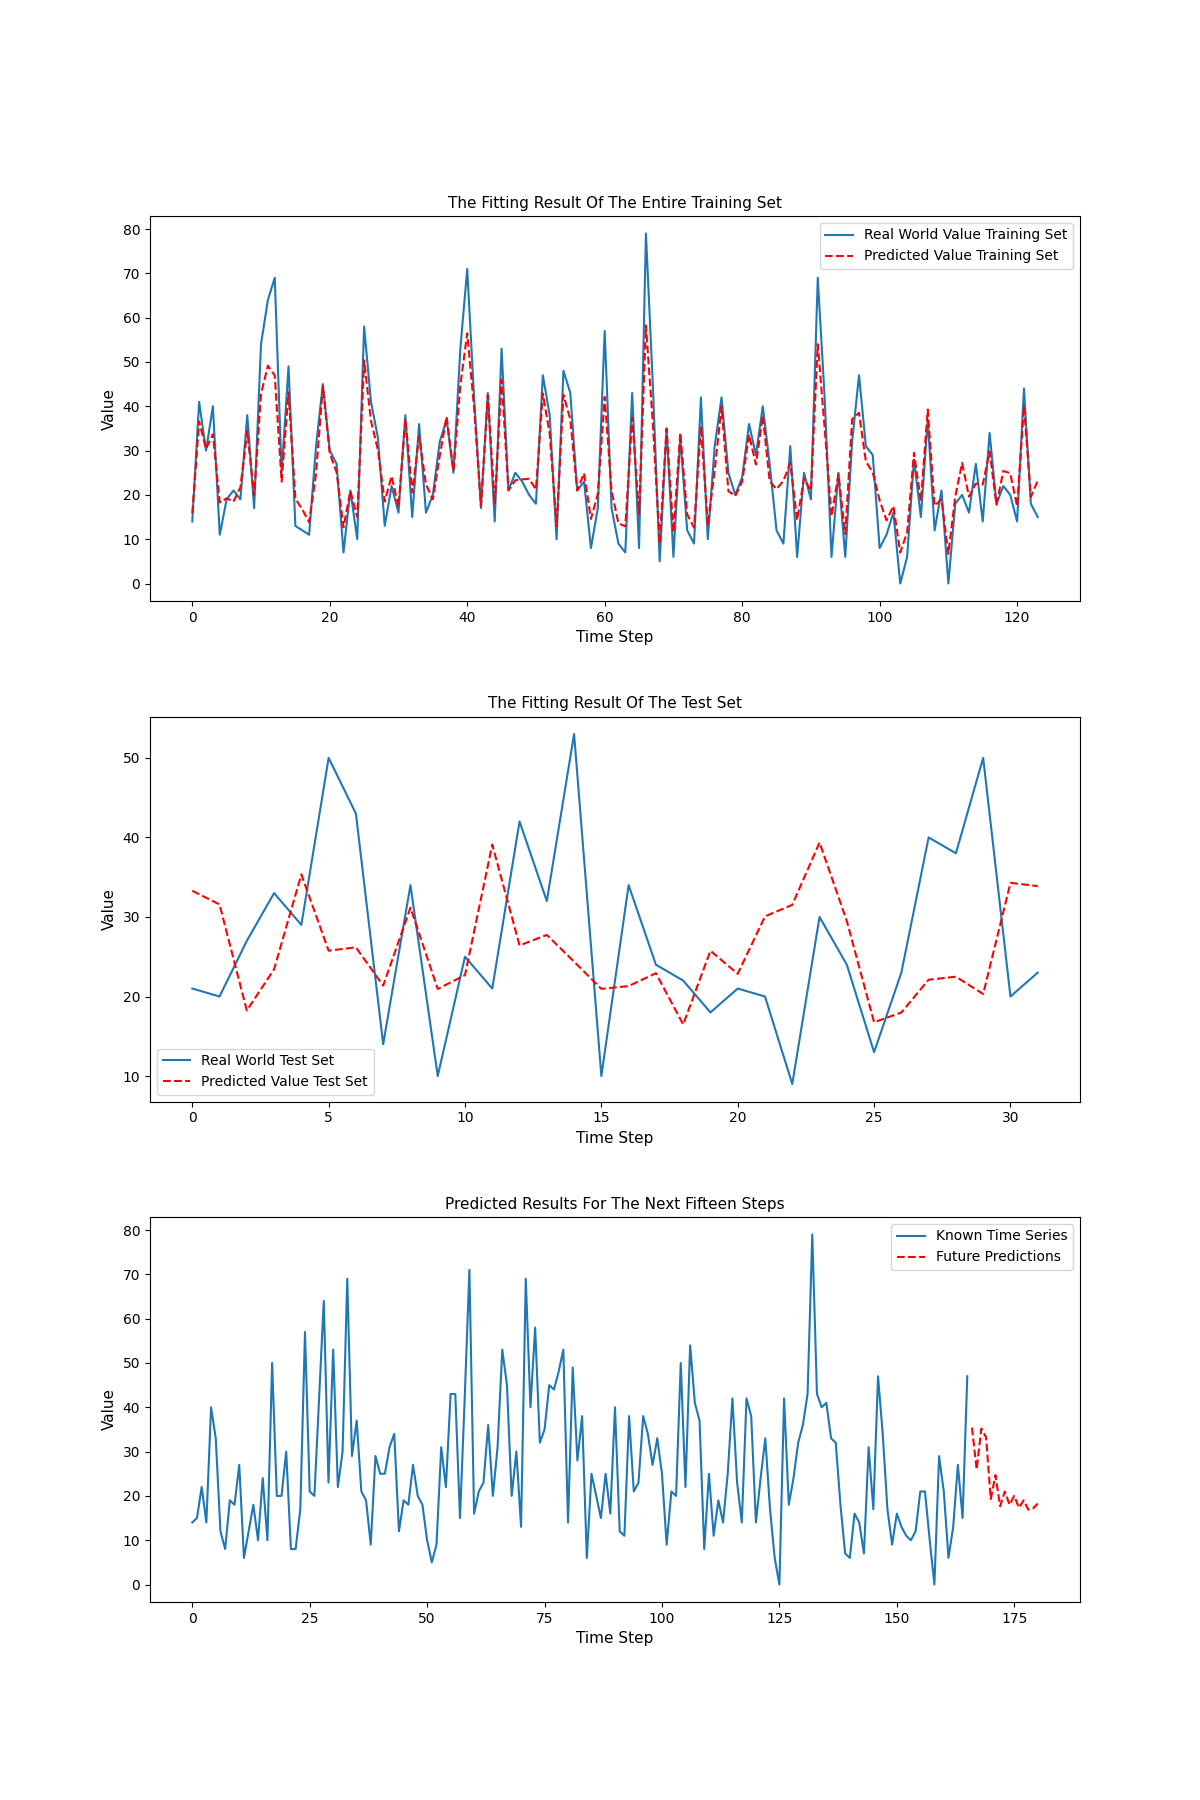 The Fitting Result Of The Entire Training Set
Real World Value Training Set
Predicted Value Training Set
80
70
60
50
40
30
20
10
0
Value
0 20 40 60 80 100 120
Time Step
The Fitting Result Of The Test Set
50
40
30
20
10
Value
Real World Test Set
Predicted Value Test Set
0 5 10 15 20 25 30
Time Step
Predicted Results For The Next Fifteen Steps
Known Time Series
Future Predictions
80
70
60
50
40
30
20
10
0
Value
0 25 50 75 100 125 150 175
Time Step